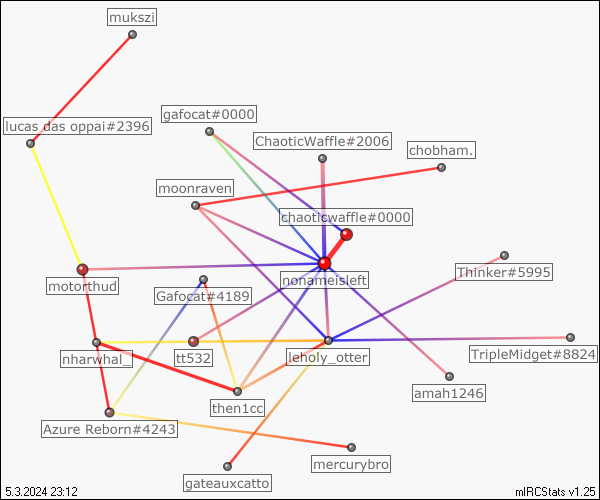 mukszi
gafocat#0000
lucas das oppai#2396
ChaoticWaffle#2006
chobham.
moonraven
chaoticwaffle#0000
Thinker#5995
nonameisleft
motorthud
Gafocat#4189
nharwhal_
tt532
leholy_otter
TripleMidget#8824
amah1246
then1cc
Azure Reborn#4243
mercurybro
gateauxcatto
5.3.2024 23:12
mIRCStats v1.25